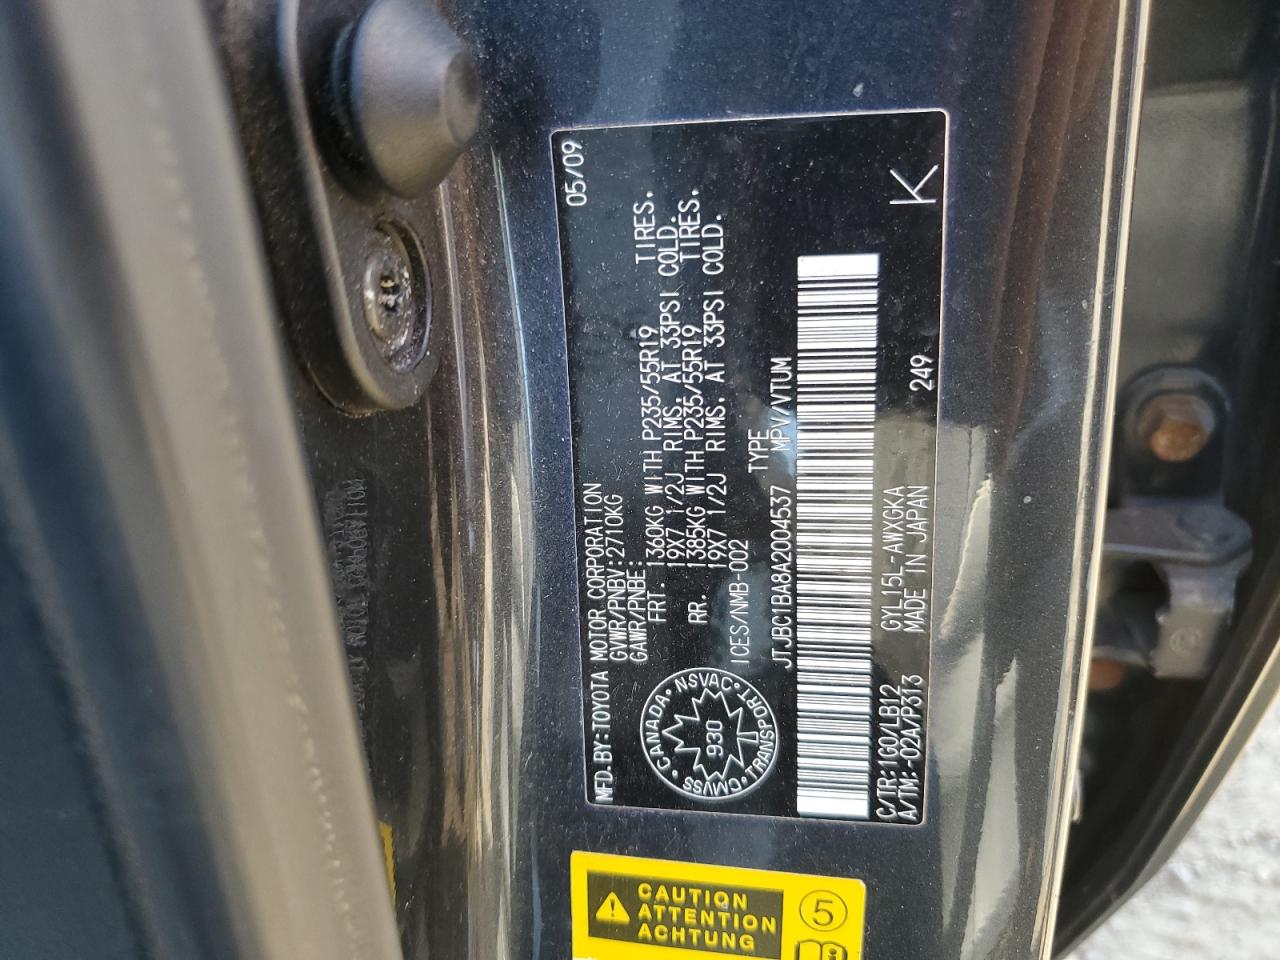 05/09
MFD.BY:TOYOTA MOTOR CORPORATION
GVWR/PNBV:2710KG
GAWR/PNBE:
FRT. 1360KG WITH P235/55R19 TIRES.
19X7 1/2J RIMS. AT 33PSI COLD.
RR. 1385KG WITH P235/55R19 TIRES.
19X7 1/2J RIMS. AT 33PSI COLD.
ICES/NMB-002
JTJBC1BA8A2004537 TYPE MPV/VTUM
CANADA • NSVAC • TRANSPORT • CMVSS
930
C/TR:1G0/LB12 GYL15L-AWXGKA 249
A/TM:-02A/P313 MADE IN JAPAN
K
CAUTION
ATTENTION
ACHTUNG
5